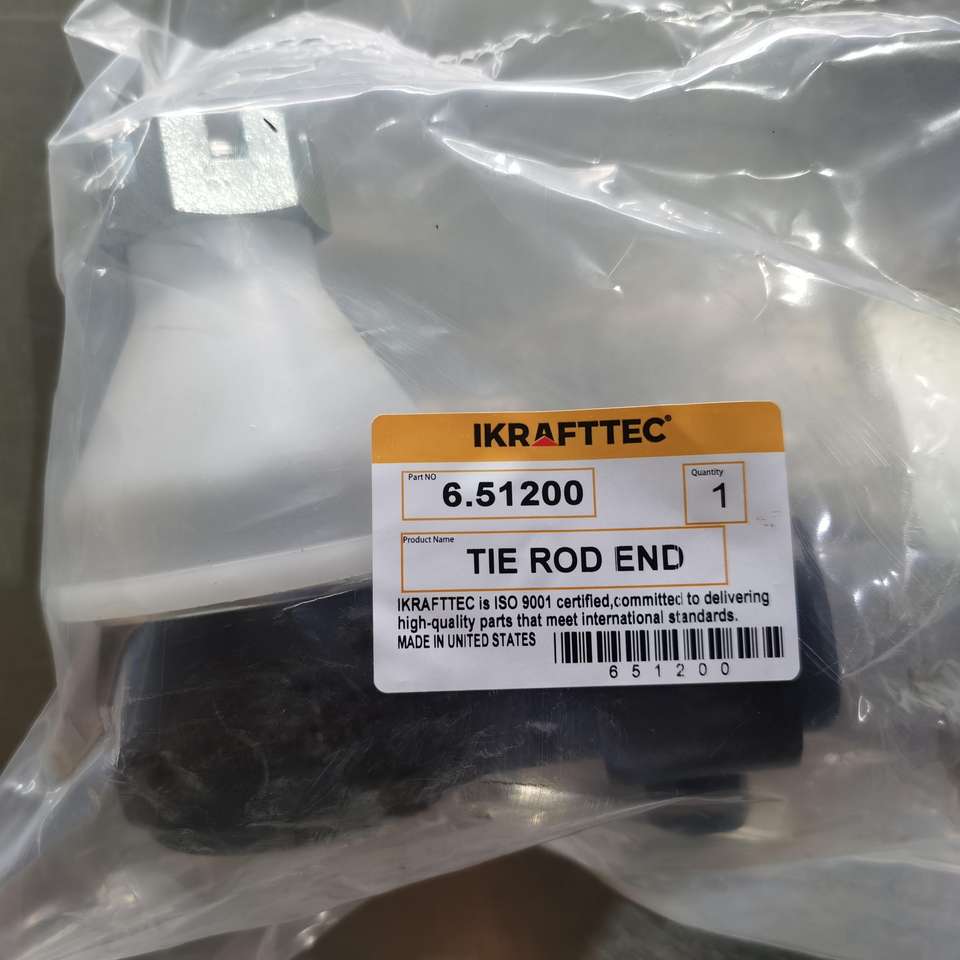 IKRAFTTEC®
Part NO
6.51200
Quantity
1
Product Name
TIE ROD END
IKRAFTTEC is ISO 9001 certified,committed to delivering
high-quality parts that meet international standards.
MADE IN UNITED STATES
651200